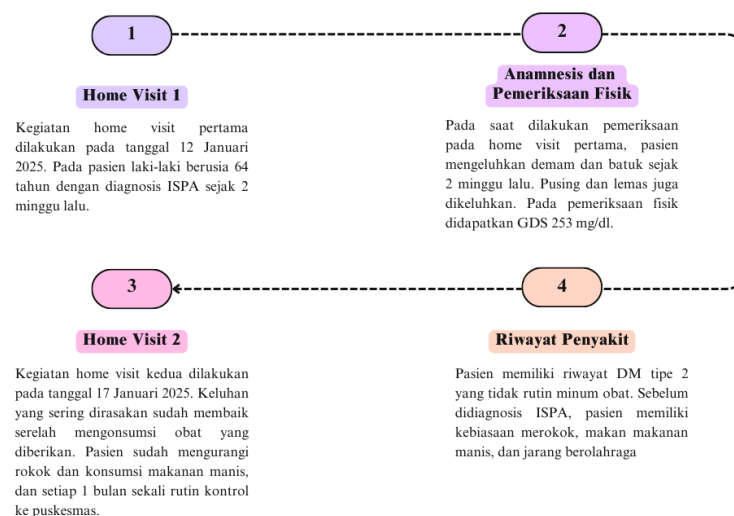 1
Home Visit 1
Kegiatan home visit pertama
dilakukan pada tanggal 12 Januari
2025. Pada pasien laki-laki berusia 64
tahun dengan diagnosis ISPA sejak 2
minggu lalu.
2
Anamnesis dan
Pemeriksaan Fisik
Pada saat dilakukan pemeriksaan
pada home visit pertama, pasien
mengeluhkan demam dan batuk sejak
2 minggu lalu. Pusing dan lemas juga
dikeluhkan. Pada pemeriksaan fisik
didapatkan GDS 253 mg/dl.
3
Home Visit 2
Kegiatan home visit kedua dilakukan
pada tanggal 17 Januari 2025. Keluhan
yang sering dirasakan sudah membaik
serelah mengonsumsi obat yang
diberikan. Pasien sudah mengurangi
rokok dan konsumsi makanan manis,
dan setiap 1 bulan sekali rutin kontrol
ke puskesmas.
4
Riwayat Penyakit
Pasien memiliki riwayat DM tipe 2
yang tidak rutin minum obat. Sebelum
didiagnosis ISPA, pasien memiliki
kebiasaan merokok, makan makanan
manis, dan jarang berolahraga